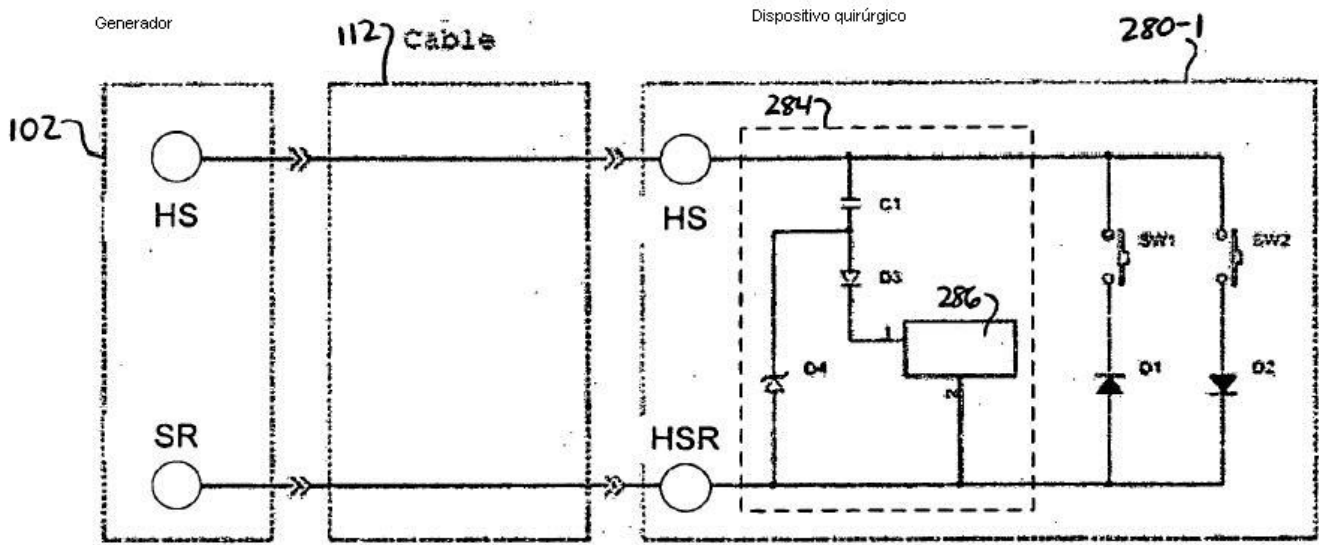 Generador
Dispositivo quirúrgico
112 Cable
280-1
102
284
HS
HS
C1
SW1
SW2
D3
286
1
D4
2
D1
D2
SR
HSR